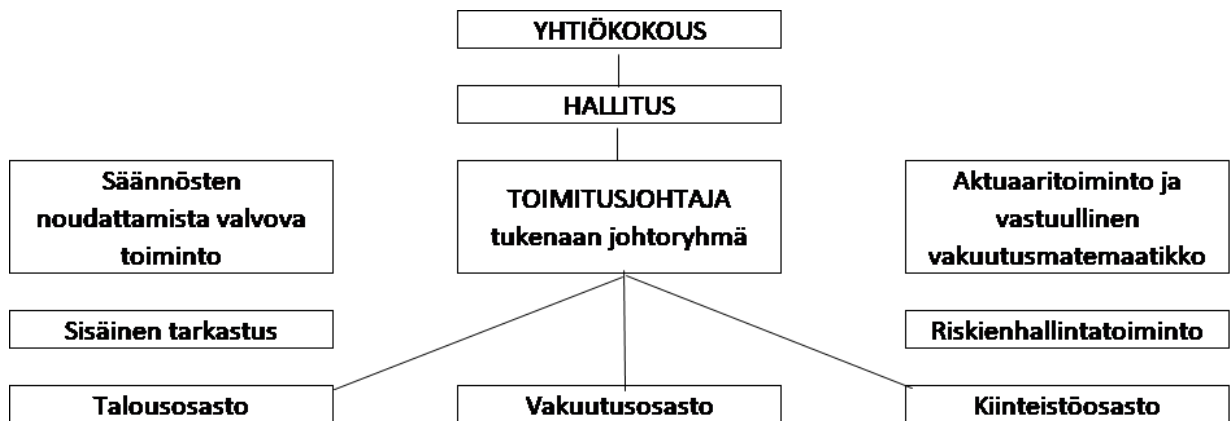 YHTIÖKOKOUS
HALLITUS
Säännösten
noudattamista valvova
toiminto
TOIMITUSJOHTAJA
tukenaan johtoryhmä
Aktuaaritoiminto ja
vastuullinen
vakuutusmatemaatikko
Sisäinen tarkastus
Riskienhallintatoiminto
Talousosasto
Vakuutusosasto
Kiinteistöosasto